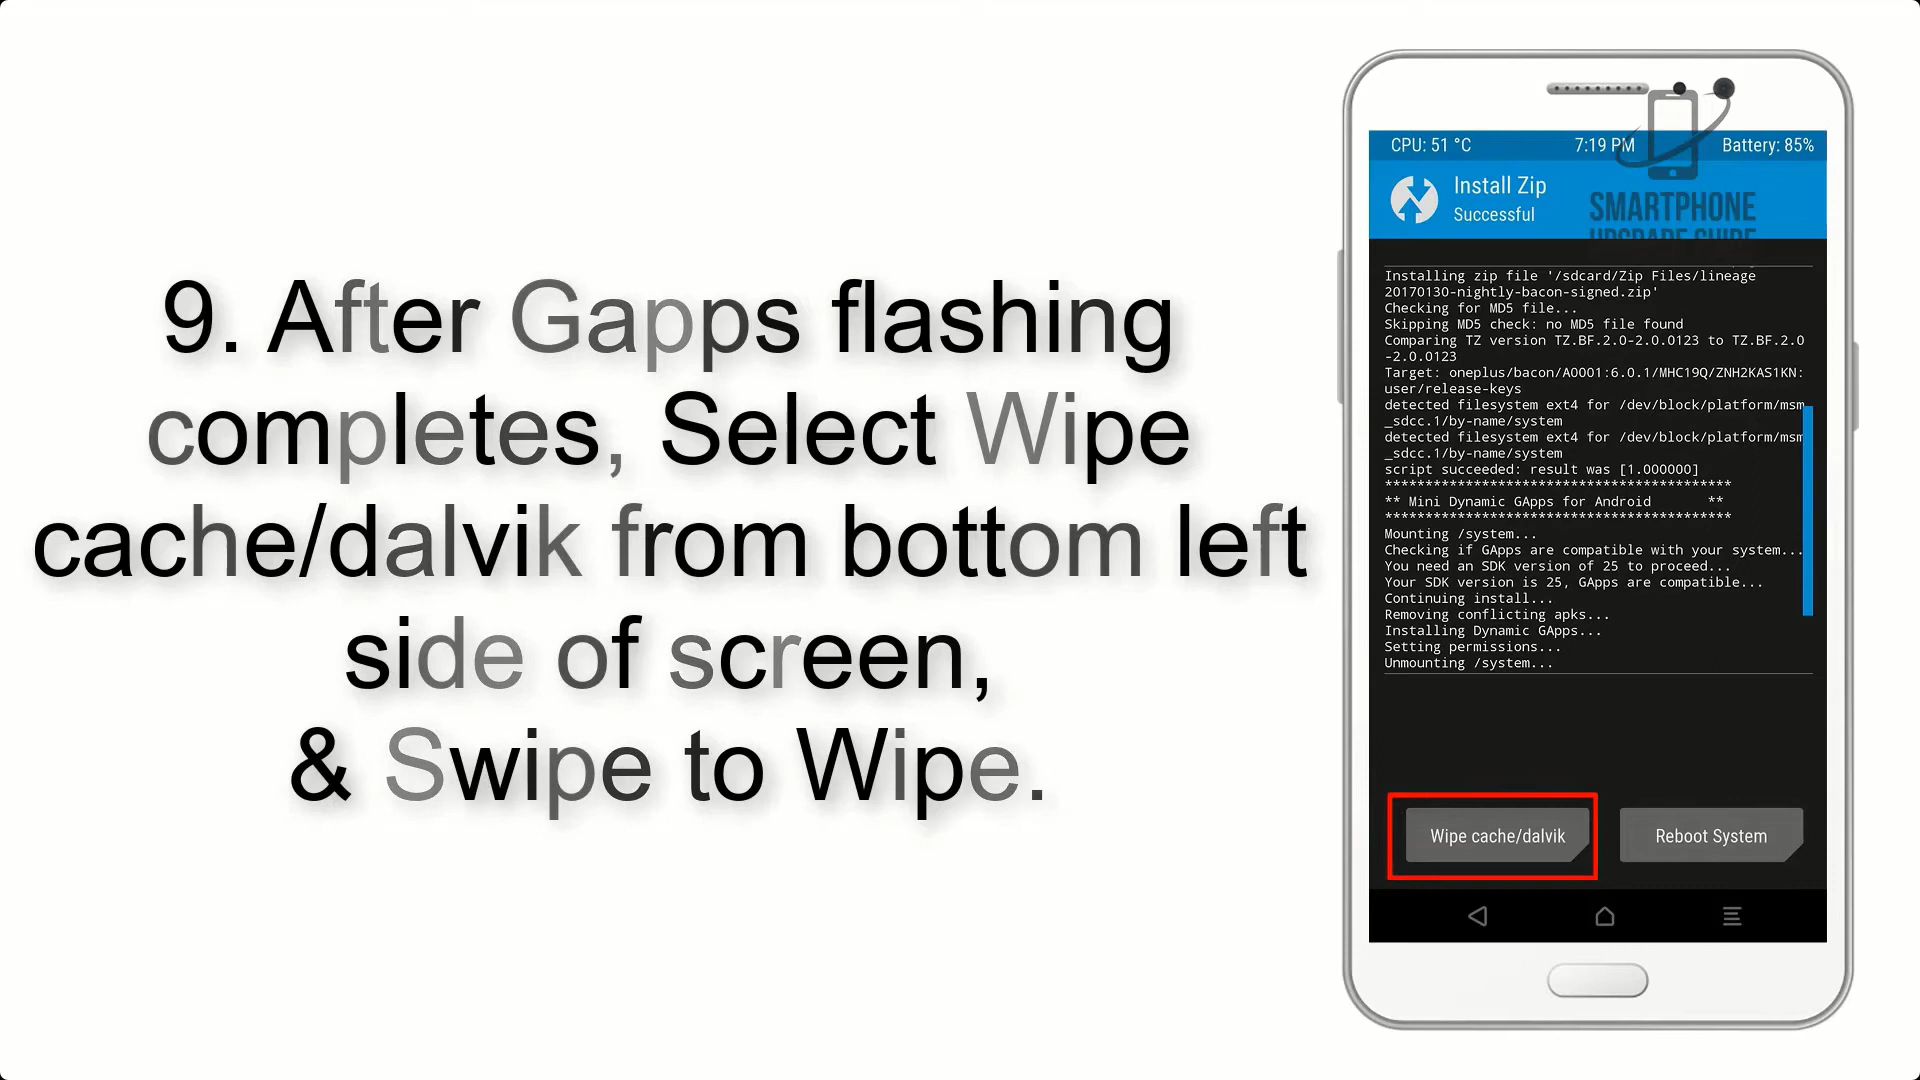 9. After Gapps flashing
completes, Select Wipe
cache/dalvik from bottom left
side of screen,
& Swipe to Wipe.
CPU: 51 °C 7:19 PM Battery: 85%
Install Zip
Successful
SMARTPHONE
UPGRADE GUIDE
Installing zip file '/sdcard/Zip Files/lineage
20170130-nightly-bacon-signed.zip'
Checking for MD5 file...
Skipping MD5 check: no MD5 file found
Comparing TZ version TZ.BF.2.0-2.0.0123 to TZ.BF.2.0
-2.0.0123
Target: oneplus/bacon/A0001:6.0.1/MHC19Q/ZNH2KAS1KN:
user/release-keys
detected filesystem ext4 for /dev/block/platform/msm
_sdcc.1/by-name/system
detected filesystem ext4 for /dev/block/platform/msm
_sdcc.1/by-name/system
script succeeded: result was [1.000000]
*******************************************
** Mini Dynamic GApps for Android       **
*******************************************
Mounting /system...
Checking if GApps are compatible with your system...
You need an SDK version of 25 to proceed...
Your SDK version is 25, GApps are compatible...
Continuing install...
Removing conflicting apks...
Installing Dynamic GApps...
Setting permissions...
Unmounting /system...
Wipe cache/dalvik Reboot System